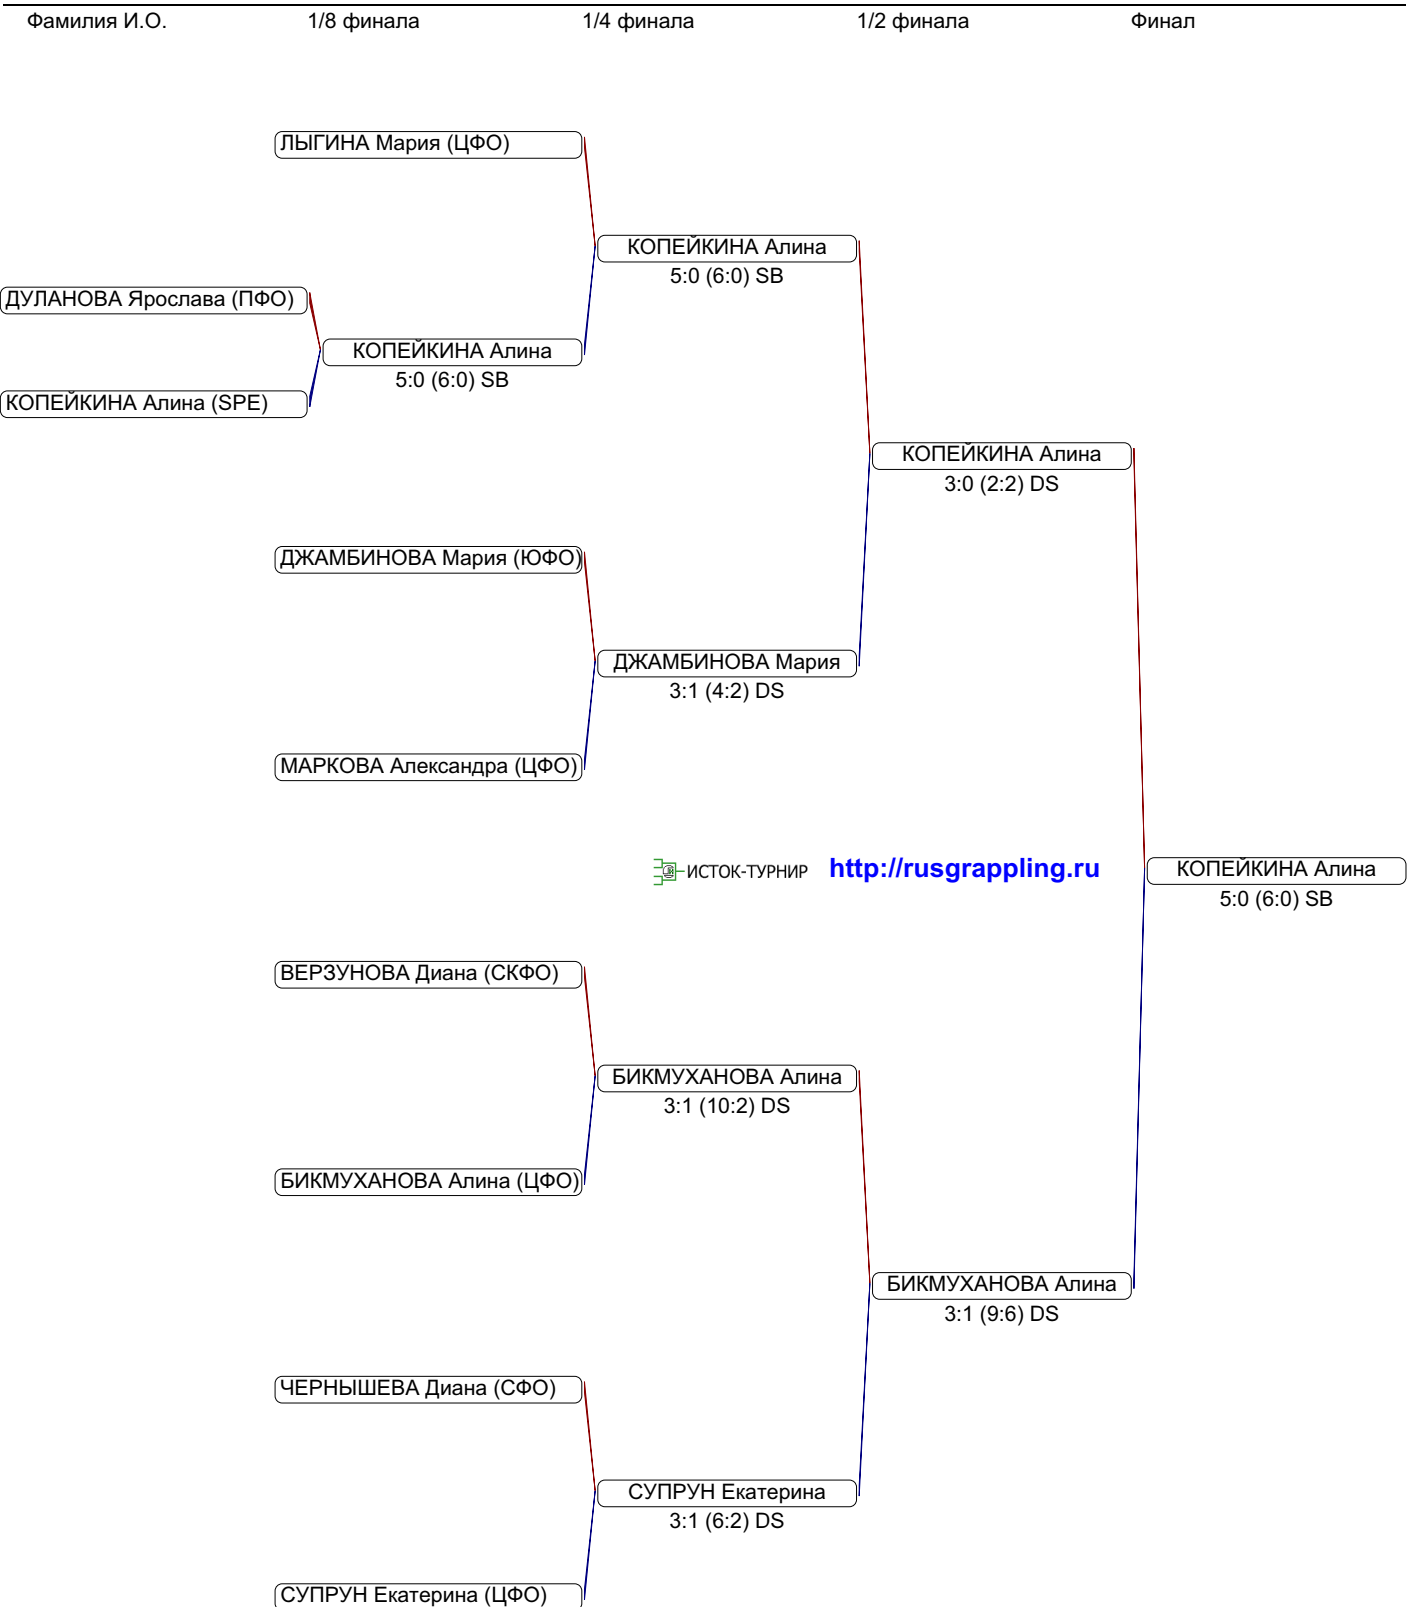 Фамилия И.О. 1/8 финала 1/4 финала 1/2 финала Финал
ЛЫГИНА Мария (ЦФО)
КОПЕЙКИНА Алина
5:0 (6:0) SB
ДУЛАНОВА Ярослава (ПФО)
КОПЕЙКИНА Алина
5:0 (6:0) SB
КОПЕЙКИНА Алина (SPE)
КОПЕЙКИНА Алина
3:0 (2:2) DS
ДЖАМБИНОВА Мария (ЮФО)
ДЖАМБИНОВА Мария
3:1 (4:2) DS
МАРКОВА Александра (ЦФО)
ИСТОК-ТУРНИР http://rusgrappling.ru
КОПЕЙКИНА Алина
5:0 (6:0) SB
ВЕРЗУНОВА Диана (СКФО)
БИКМУХАНОВА Алина
3:1 (10:2) DS
БИКМУХАНОВА Алина (ЦФО)
БИКМУХАНОВА Алина
3:1 (9:6) DS
ЧЕРНЫШЕВА Диана (СФО)
СУПРУН Екатерина
3:1 (6:2) DS
СУПРУН Екатерина (ЦФО)